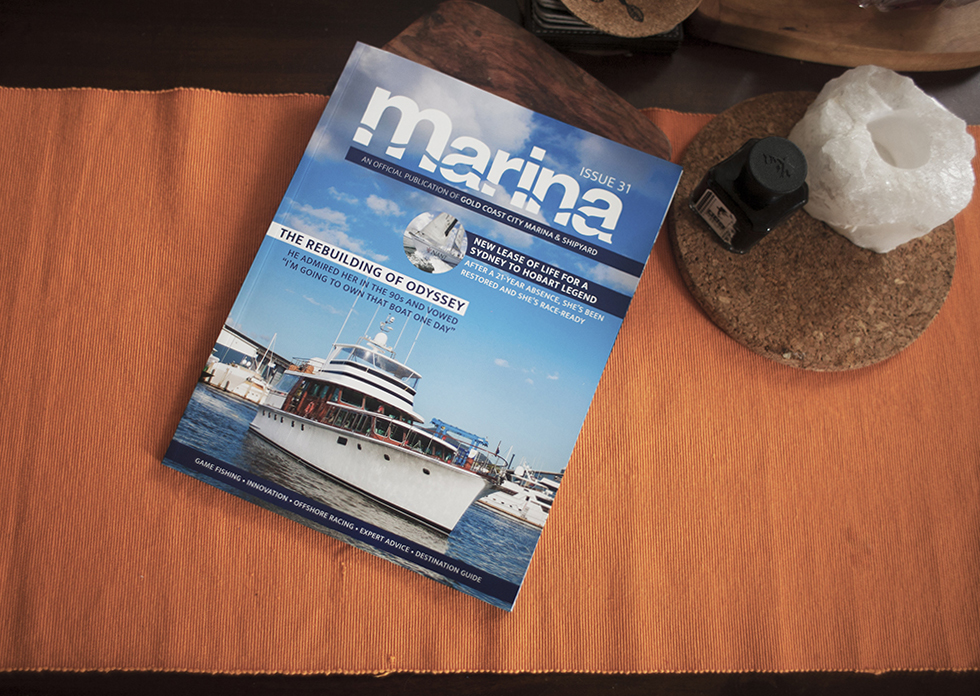 marina
ISSUE 31
AN OFFICIAL PUBLICATION OF GOLD COAST CITY MARINA & SHIPYARD
NEW LEASE OF LIFE FOR A
SYDNEY TO HOBART LEGEND
AFTER A 21-YEAR ABSENCE, SHE'S BEEN
RESTORED AND SHE'S RACE-READY
THE REBUILDING OF ODYSSEY
HE ADMIRED HER IN THE 90s AND VOWED
"I'M GOING TO OWN THAT BOAT ONE DAY"
GAME FISHING • INNOVATION • OFFSHORE RACING • EXPERT ADVICE • DESTINATION GUIDE